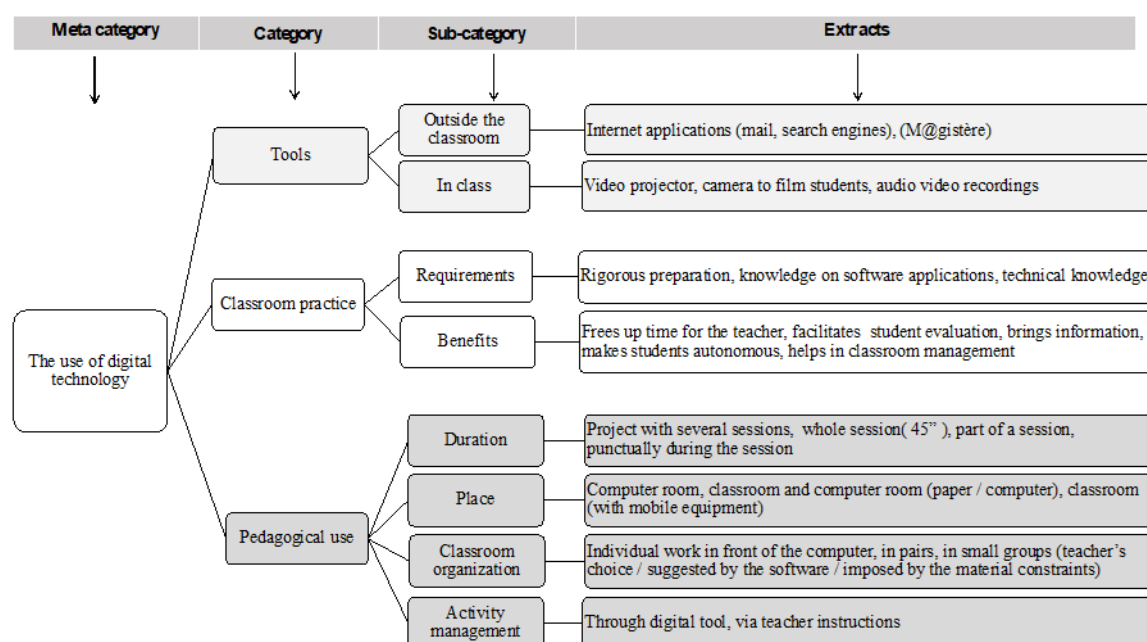 Meta category
Category
Sub-category
Extracts
Outside the
classroom
Internet applications (mail, search engines), (M@gistère)
Tools
In class
Video projector, camera to film students, audio video recordings
Requirements
Rigorous preparation, knowledge on software applications, technical knowledge
Classroom practice
Benefits
Frees up time for the teacher, facilitates student evaluation, brings information,
makes students autonomous, helps in classroom management
The use of digital
technology
Duration
Project with several sessions, whole session( 45” ), part of a session,
punctually during the session
Place
Computer room, classroom and computer room (paper / computer), classroom
(with mobile equipment)
Pedagogical use
Classroom
organization
Individual work in front of the computer, in pairs, in small groups (teacher’s
choice / suggested by the software / imposed by the material constraints)
Activity
management
Through digital tool, via teacher instructions